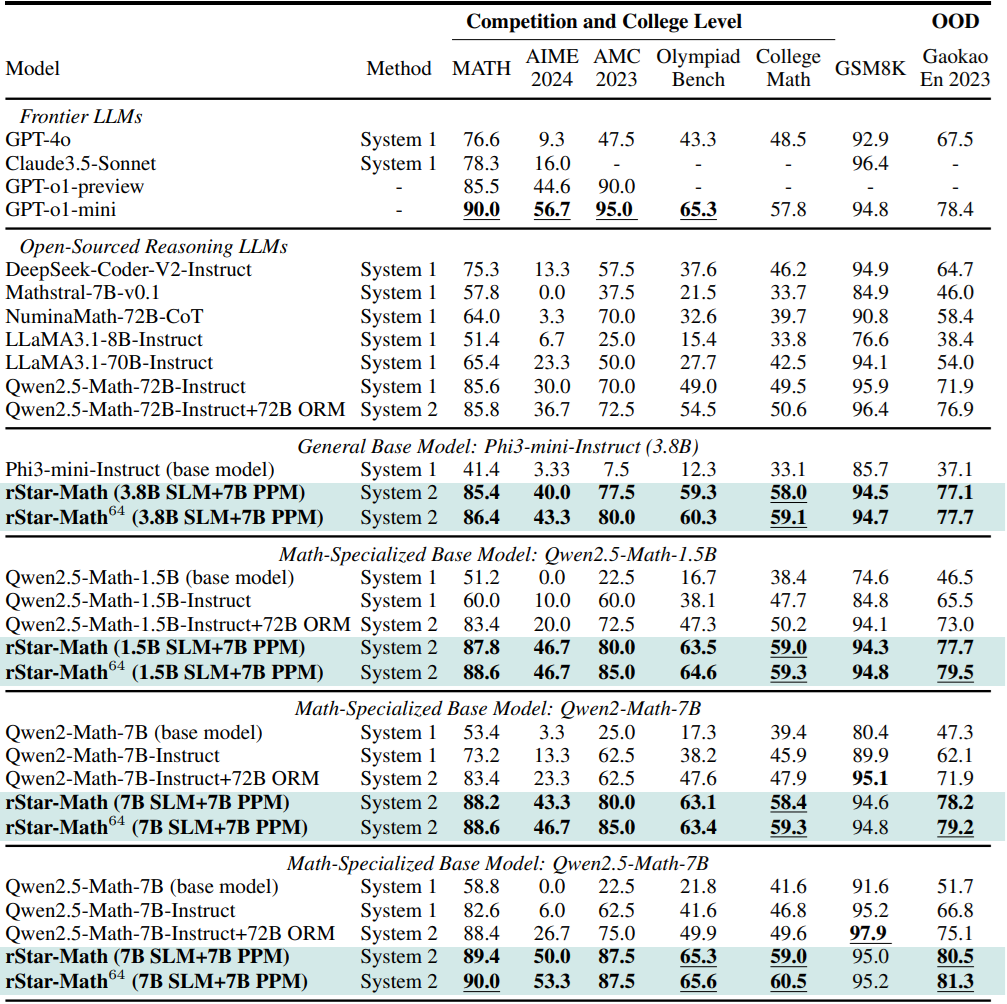 Competition and College Level OOD
Model Method MATH AIME 2024 AMC 2023 Olympiad Bench College Math GSM8K Gaokao En 2023
Frontier LLMs
GPT-4o System 1 76.6 9.3 47.5 43.3 48.5 92.9 67.5
Claude3.5-Sonnet System 1 78.3 16.0 - - - 96.4 -
GPT-o1-preview - 85.5 44.6 90.0 - - - -
GPT-o1-mini - 90.0 56.7 95.0 65.3 57.8 94.8 78.4
Open-Sourced Reasoning LLMs
DeepSeek-Coder-V2-Instruct System 1 75.3 13.3 57.5 37.6 46.2 94.9 64.7
Mathstral-7B-v0.1 System 1 57.8 0.0 37.5 21.5 33.7 84.9 46.0
NuminaMath-72B-CoT System 1 64.0 3.3 70.0 32.6 39.7 90.8 58.4
LLaMA3.1-8B-Instruct System 1 51.4 6.7 25.0 15.4 33.8 76.6 38.4
LLaMA3.1-70B-Instruct System 1 65.4 23.3 50.0 27.7 42.5 94.1 54.0
Qwen2.5-Math-72B-Instruct System 1 85.6 30.0 70.0 49.0 49.5 95.9 71.9
Qwen2.5-Math-72B-Instruct+72B ORM System 2 85.8 36.7 72.5 54.5 50.6 96.4 76.9
General Base Model: Phi3-mini-Instruct (3.8B)
Phi3-mini-Instruct (base model) System 1 41.4 3.33 7.5 12.3 33.1 85.7 37.1
rStar-Math (3.8B SLM+7B PPM) System 2 85.4 40.0 77.5 59.3 58.0 94.5 77.1
rStar-Math64 (3.8B SLM+7B PPM) System 2 86.4 43.3 80.0 60.3 59.1 94.7 77.7
Math-Specialized Base Model: Qwen2.5-Math-1.5B
Qwen2.5-Math-1.5B (base model) System 1 51.2 0.0 22.5 16.7 38.4 74.6 46.5
Qwen2.5-Math-1.5B-Instruct System 1 60.0 10.0 60.0 38.1 47.7 84.8 65.5
Qwen2.5-Math-1.5B-Instruct+72B ORM System 2 83.4 20.0 72.5 47.3 50.2 94.1 73.0
rStar-Math (1.5B SLM+7B PPM) System 2 87.8 46.7 80.0 63.5 59.0 94.3 77.7
rStar-Math64 (1.5B SLM+7B PPM) System 2 88.6 46.7 85.0 64.6 59.3 94.8 79.5
Math-Specialized Base Model: Qwen2-Math-7B
Qwen2-Math-7B (base model) System 1 53.4 3.3 25.0 17.3 39.4 80.4 47.3
Qwen2-Math-7B-Instruct System 1 73.2 13.3 62.5 38.2 45.9 89.9 62.1
Qwen2-Math-7B-Instruct+72B ORM System 2 83.4 23.3 62.5 47.6 47.9 95.1 71.9
rStar-Math (7B SLM+7B PPM) System 2 88.2 43.3 80.0 63.1 58.4 94.6 78.2
rStar-Math64 (7B SLM+7B PPM) System 2 88.6 46.7 85.0 63.4 59.3 94.8 79.2
Math-Specialized Base Model: Qwen2.5-Math-7B
Qwen2.5-Math-7B (base model) System 1 58.8 0.0 22.5 21.8 41.6 91.6 51.7
Qwen2.5-Math-7B-Instruct System 1 82.6 6.0 62.5 41.6 46.8 95.2 66.8
Qwen2.5-Math-7B-Instruct+72B ORM System 2 88.4 26.7 75.0 49.9 49.6 97.9 75.1
rStar-Math (7B SLM+7B PPM) System 2 89.4 50.0 87.5 65.3 59.0 95.0 80.5
rStar-Math64 (7B SLM+7B PPM) System 2 90.0 53.3 87.5 65.6 60.5 95.2 81.3